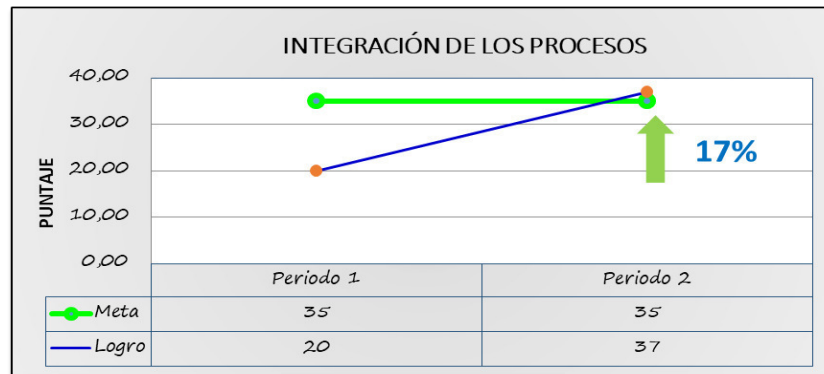 INTEGRACIÓN DE LOS PROCESOS
PUNTAJE
40,00
30,00
20,00
10,00
0,00
17%
Periodo 1 Periodo 2
Meta 35 35
Logro 20 37